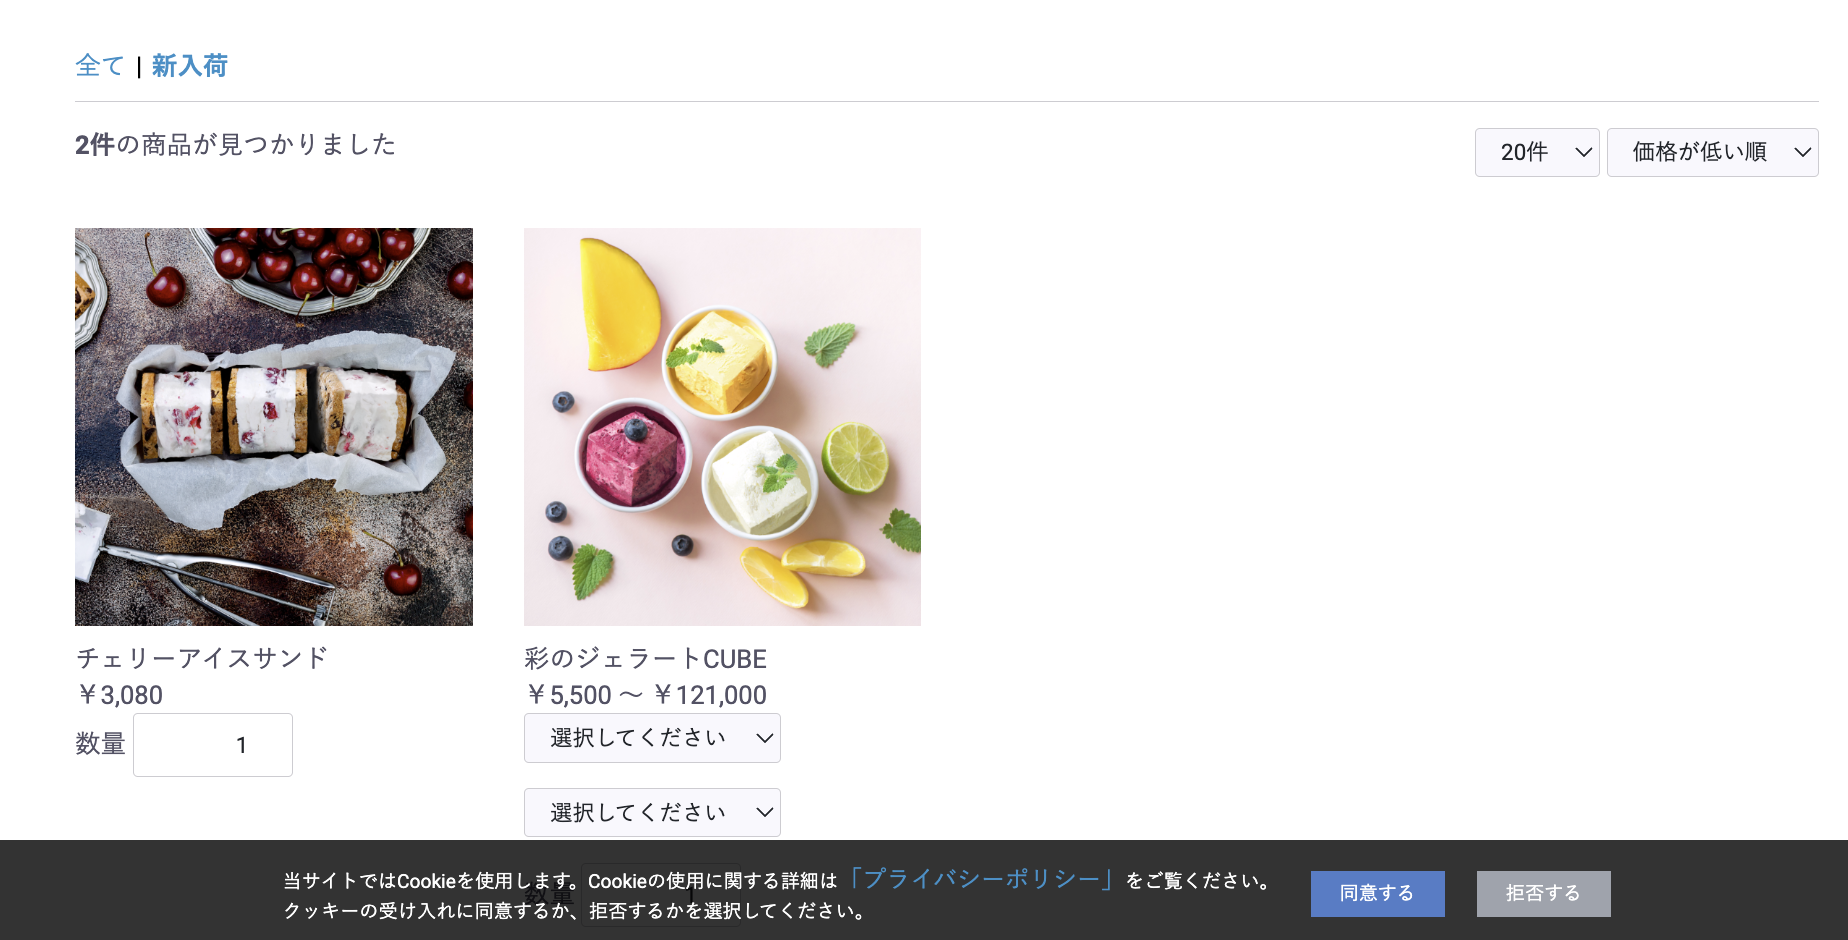 全て | 新入荷
2件の商品が見つかりました
20件
価格が低い順
チェリーアイスサンド
￥3,080
数量 1
彩のジェラートCUBE
￥5,500 ～ ￥121,000
選択してください
選択してください
数量 1
当サイトではCookieを使用します。Cookieの使用に関する詳細は「プライバシーポリシー」をご覧ください。
クッキーの受け入れに同意するか、拒否するかを選択してください。
同意する
拒否する